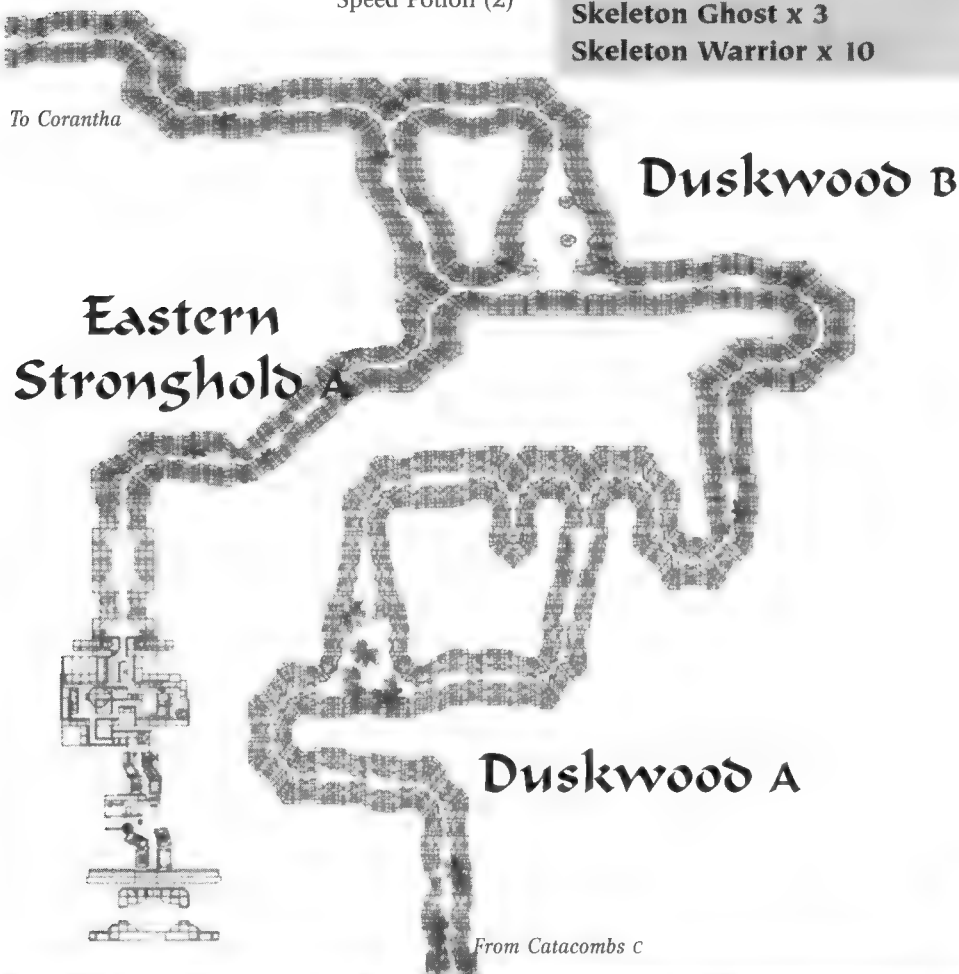 Speed Potion (2)
Skeleton Ghost x 3
Skeleton Warrior x 10
To Corantha
Duskwood B
Eastern
Stronghold A
Duskwood A
From Catacombs C